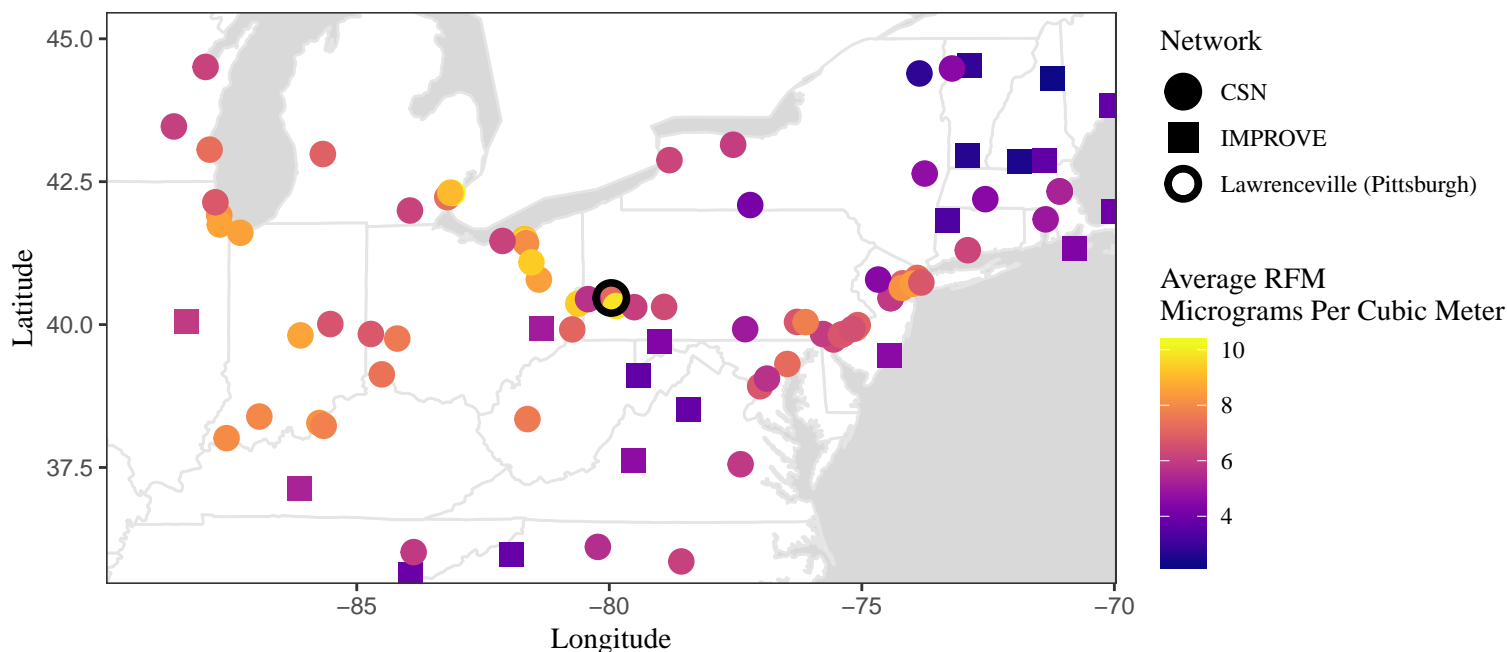 45.0
42.5
40.0
37.5
Latitude
−85
−80
−75
−70
Longitude
Network
CSN
IMPROVE
Lawrenceville (Pittsburgh)
Average RFM
Micrograms Per Cubic Meter
10
8
6
4